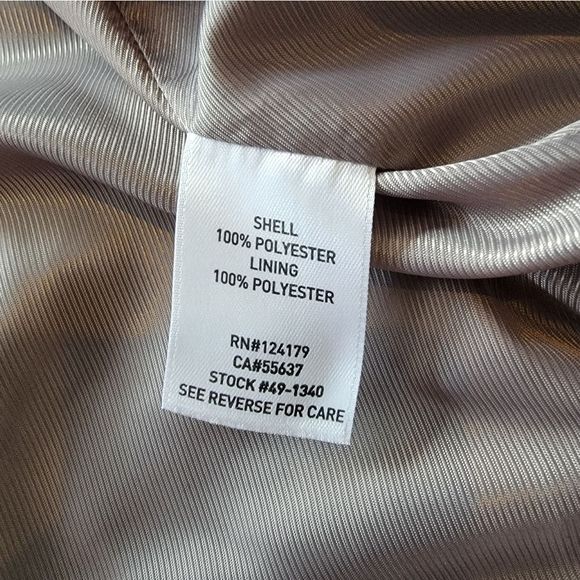 SHELL
100% POLYESTER
LINING
100% POLYESTER
RN#124179
CA#55637
STOCK #49-1340
SEE REVERSE FOR CARE